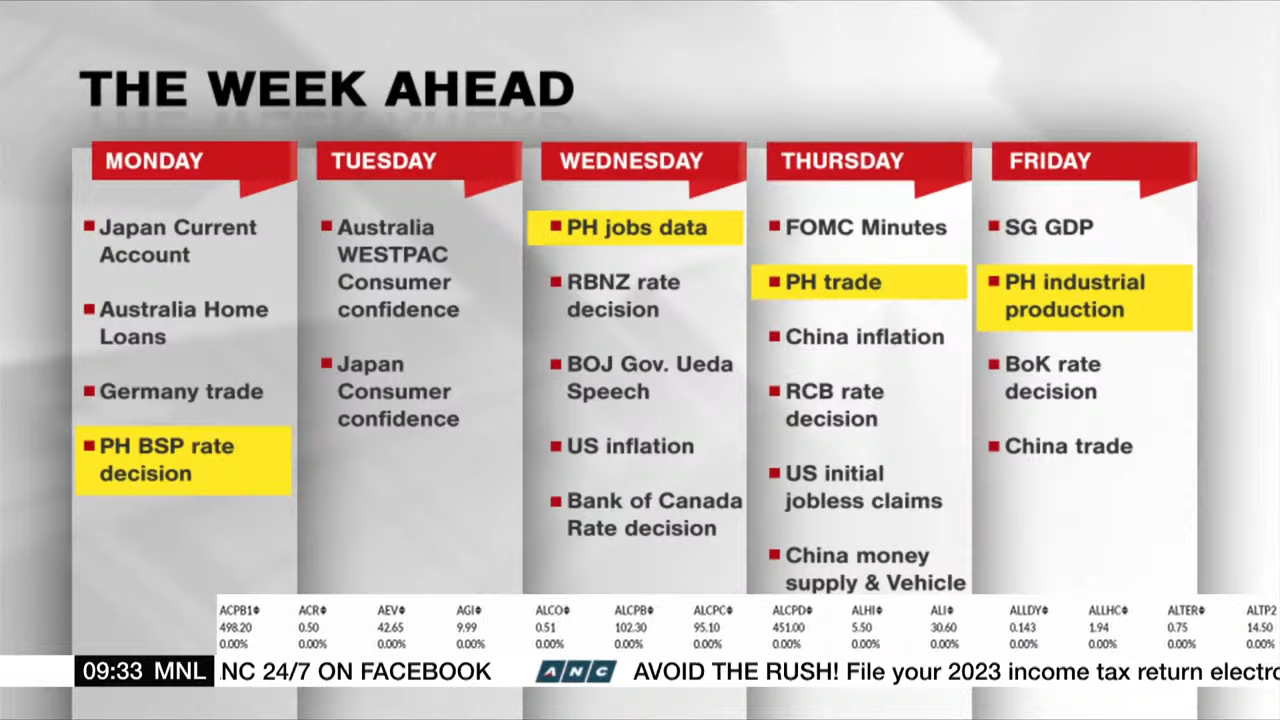 THE WEEK AHEAD
MONDAY
Japan Current
Account
Australia Home
Loans
Germany trade
PH BSP rate
decision
TUESDAY
Australia
WESTPAC
Consumer
confidence
Japan
Consumer
confidence
WEDNESDAY
PH jobs data
RBNZ rate
decision
BOJ Gov. Ueda
Speech
US inflation
Bank of Canada
Rate decision
THURSDAY
FOMC Minutes
PH trade
China inflation
RCB rate
decision
US initial
jobless claims
China money
supply & Vehicle
FRIDAY
SG GDP
PH industrial
production
BoK rate
decision
China trade
ACPB1 ACR AEV AGI ALCO ALCPB ALCPC ALCPD ALHI ALI ALLDY ALLHC ALTER ALTP2
498.20 0.50 42.65 9.99 0.51 102.30 95.10 451.00 5.50 30.60 0.143 1.94 0.75 14.50
0.00% 0.00% 0.00% 0.00% 0.00% 0.00% 0.00% 0.00% 0.00% 0.00% 0.00% 0.00% 0.00% 0.00%
09:33 MNL NC 24/7 ON FACEBOOK ANC AVOID THE RUSH! File your 2023 income tax return electro